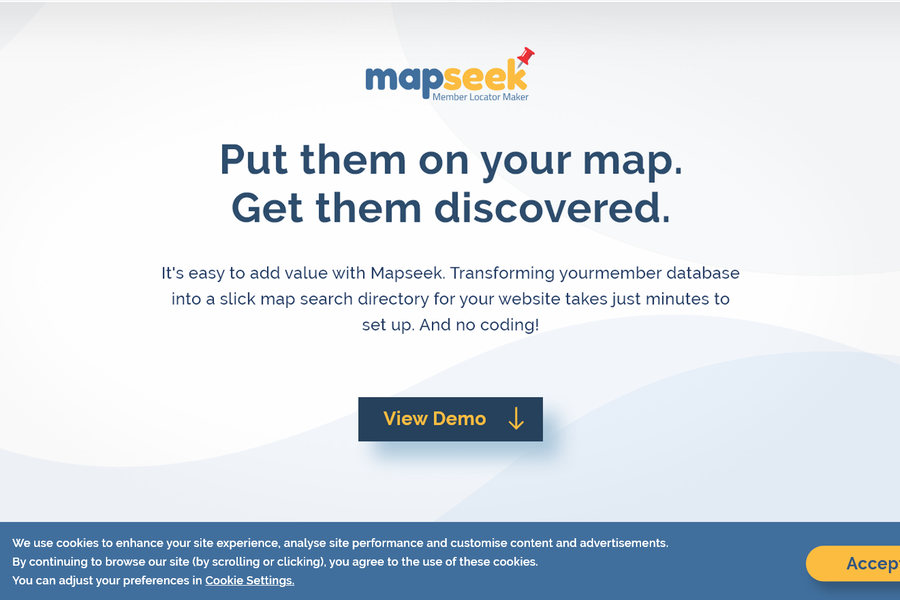 mapseek
Member Locator Maker
Put them on your map.
Get them discovered.
It's easy to add value with Mapseek. Transforming yourmember database
into a slick map search directory for your website takes just minutes to
set up. And no coding!
View Demo
We use cookies to enhance your site experience, analyse site performance and customise content and advertisements.
By continuing to browse our site (by scrolling or clicking), you agree to the use of these cookies.
You can adjust your preferences in Cookie Settings.
Accept